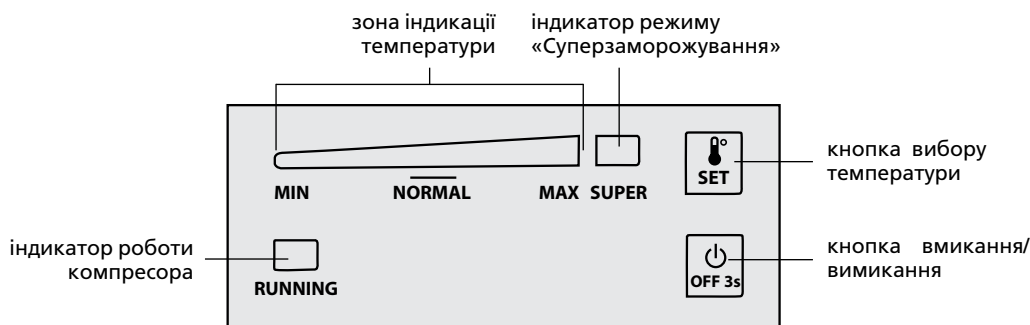 зона індикації
температури
індикатор режиму
«Суперзаморожування»
SET
кнопка вибору
температури
MIN NORMAL MAX SUPER
індикатор роботи
компресора
RUNNING
OFF 3s
кнопка вмикання/
вимикання